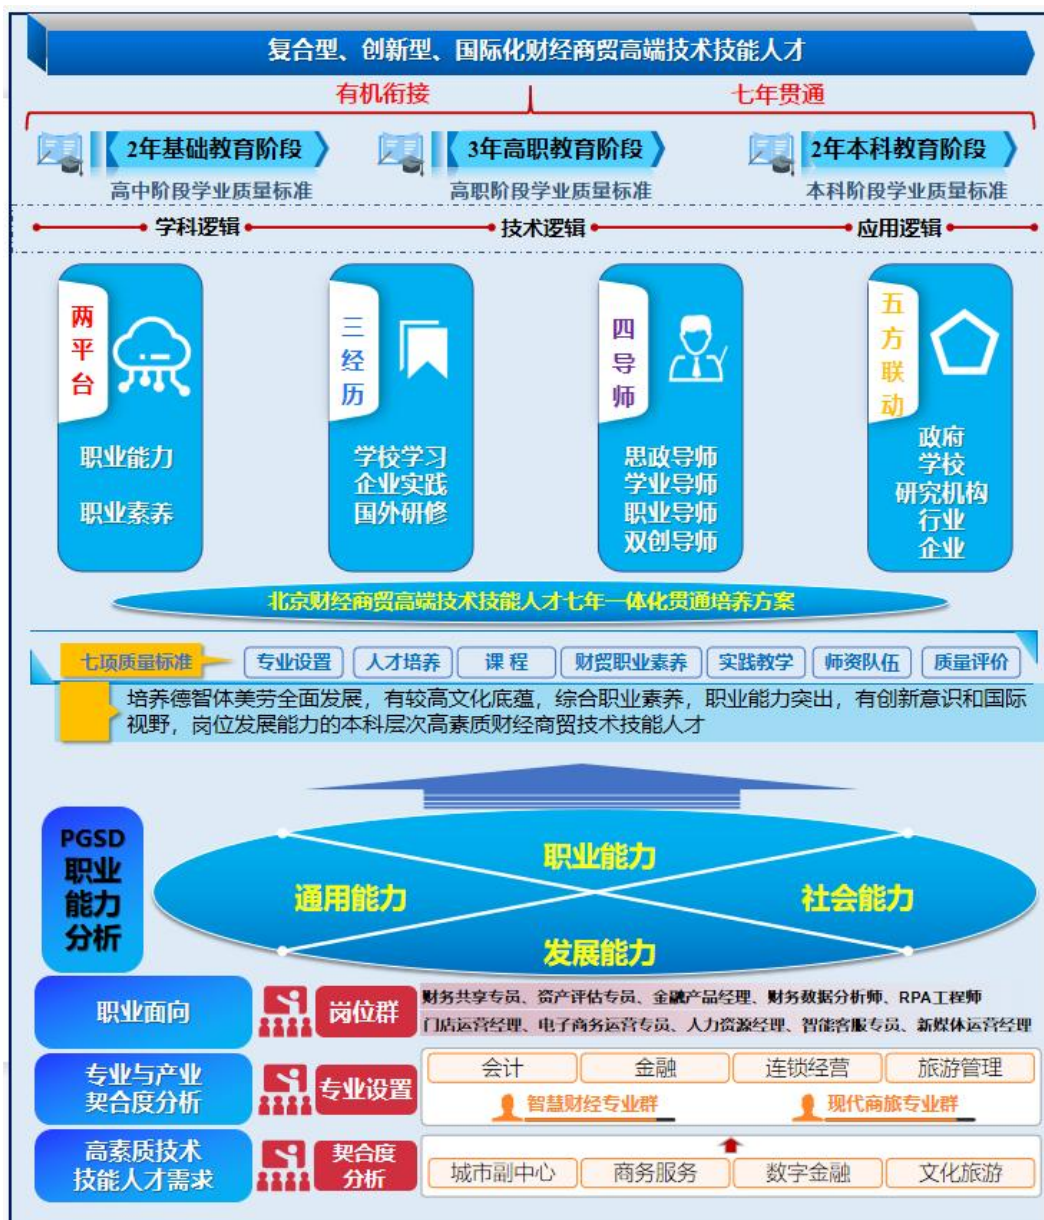 复合型、创新型、国际化财经商贸高端技术技能人才
有机衔接 七年贯通
2年基础教育阶段 3年高职教育阶段 2年本科教育阶段
高中阶段学业质量标准 高职阶段学业质量标准 本科阶段学业质量标准
学科逻辑 技术逻辑 应用逻辑
两平台
职业能力
职业素养
三经历
学校学习
企业实践
国外研修
四导师
思政导师
学业导师
职业导师
双创导师
五方联动
政府
学校
研究机构
行业
企业
北京财经商贸高端技术技能人才七年一体化贯通培养方案
七项质量标准 专业设置 人才培养 课 程 财贸职业素养 实践教学 师资队伍 质量评价
培养德智体美劳全面发展，有较高文化底蕴，综合职业素养，职业能力突出，有创新意识和国际
视野，岗位发展能力的本科层次高素质财经商贸技术技能人才
PGSD
职业
能力
分析
职业能力
通用能力 社会能力
发展能力
职业面向 岗位群
财务共享专员、资产评估专员、金融产品经理、财务数据分析师、RPA工程师
门店运营经理、电子商务运营专员、人力资源经理、智能客服专员、新媒体运营经理
专业与产业
契合度分析
专业设置
会计 金融 连锁经营 旅游管理
智慧财经专业群 现代商旅专业群
高素质技术
技能人才需求
契合度
分析
城市副中心 商务服务 数字金融 文化旅游